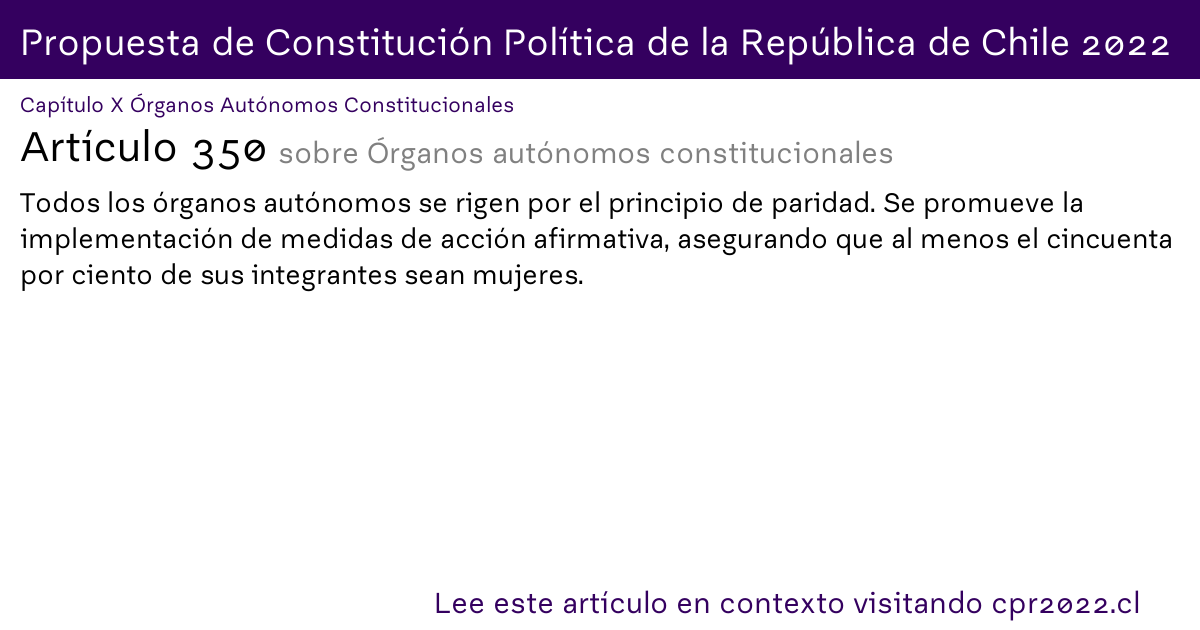 Propuesta de Constitución Política de la República de Chile 2022
Capítulo X Órganos Autónomos Constitucionales
Artículo 350 sobre Órganos autónomos constitucionales
Todos los órganos autónomos se rigen por el principio de paridad. Se promueve la
implementación de medidas de acción afirmativa, asegurando que al menos el cincuenta
por ciento de sus integrantes sean mujeres.
Lee este artículo en contexto visitando cpr2022.cl